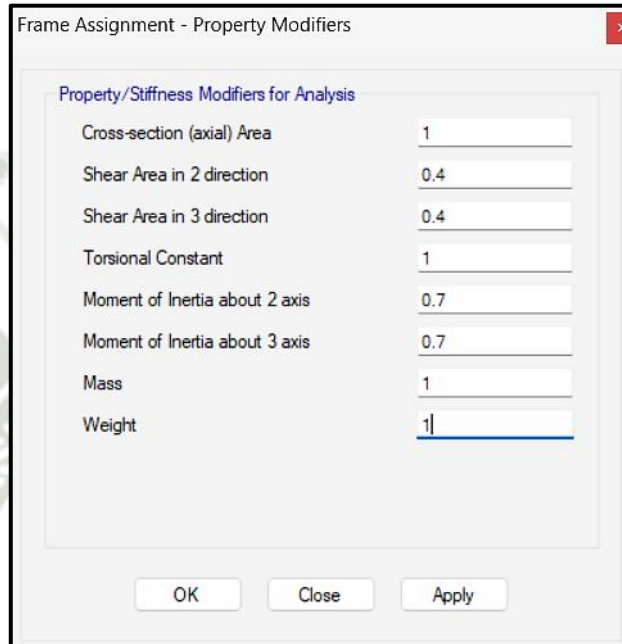 Frame Assignment - Property Modifiers
x
Property/Stiffness Modifiers for Analysis
Cross-section (axial) Area 1
Shear Area in 2 direction 0.4
Shear Area in 3 direction 0.4
Torsional Constant 1
Moment of Inertia about 2 axis 0.7
Moment of Inertia about 3 axis 0.7
Mass 1
Weight 1
OK Close Apply